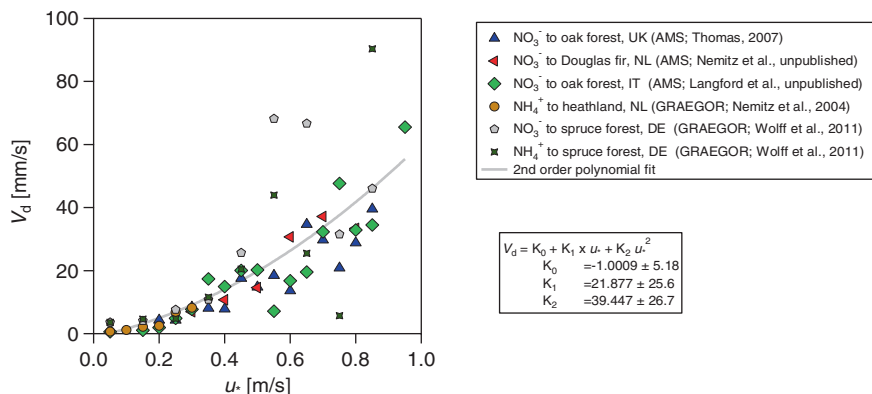 100
80
60
40
20
0
V_d [mm/s]
0.0 0.2 0.4 0.6 0.8 1.0
u* [m/s]
NO₃⁻ to oak forest, UK (AMS; Thomas, 2007)
NO₃⁻ to Douglas fir, NL (AMS; Nemitz et al., unpublished)
NO₃⁻ to oak forest, IT (AMS; Langford et al., unpublished)
NH₄⁺ to heathland, NL (GRAEGOR; Nemitz et al., 2004)
NO₃⁻ to spruce forest, DE (GRAEGOR; Wolff et al., 2011)
NH₄⁺ to spruce forest, DE (GRAEGOR; Wolff et al., 2011)
2nd order polynomial fit
V_d = K₀ + K₁ x u* + K₂ u*²
K₀ =-1.0009 ± 5.18
K₁ =21.877 ± 25.6
K₂ =39.447 ± 26.7